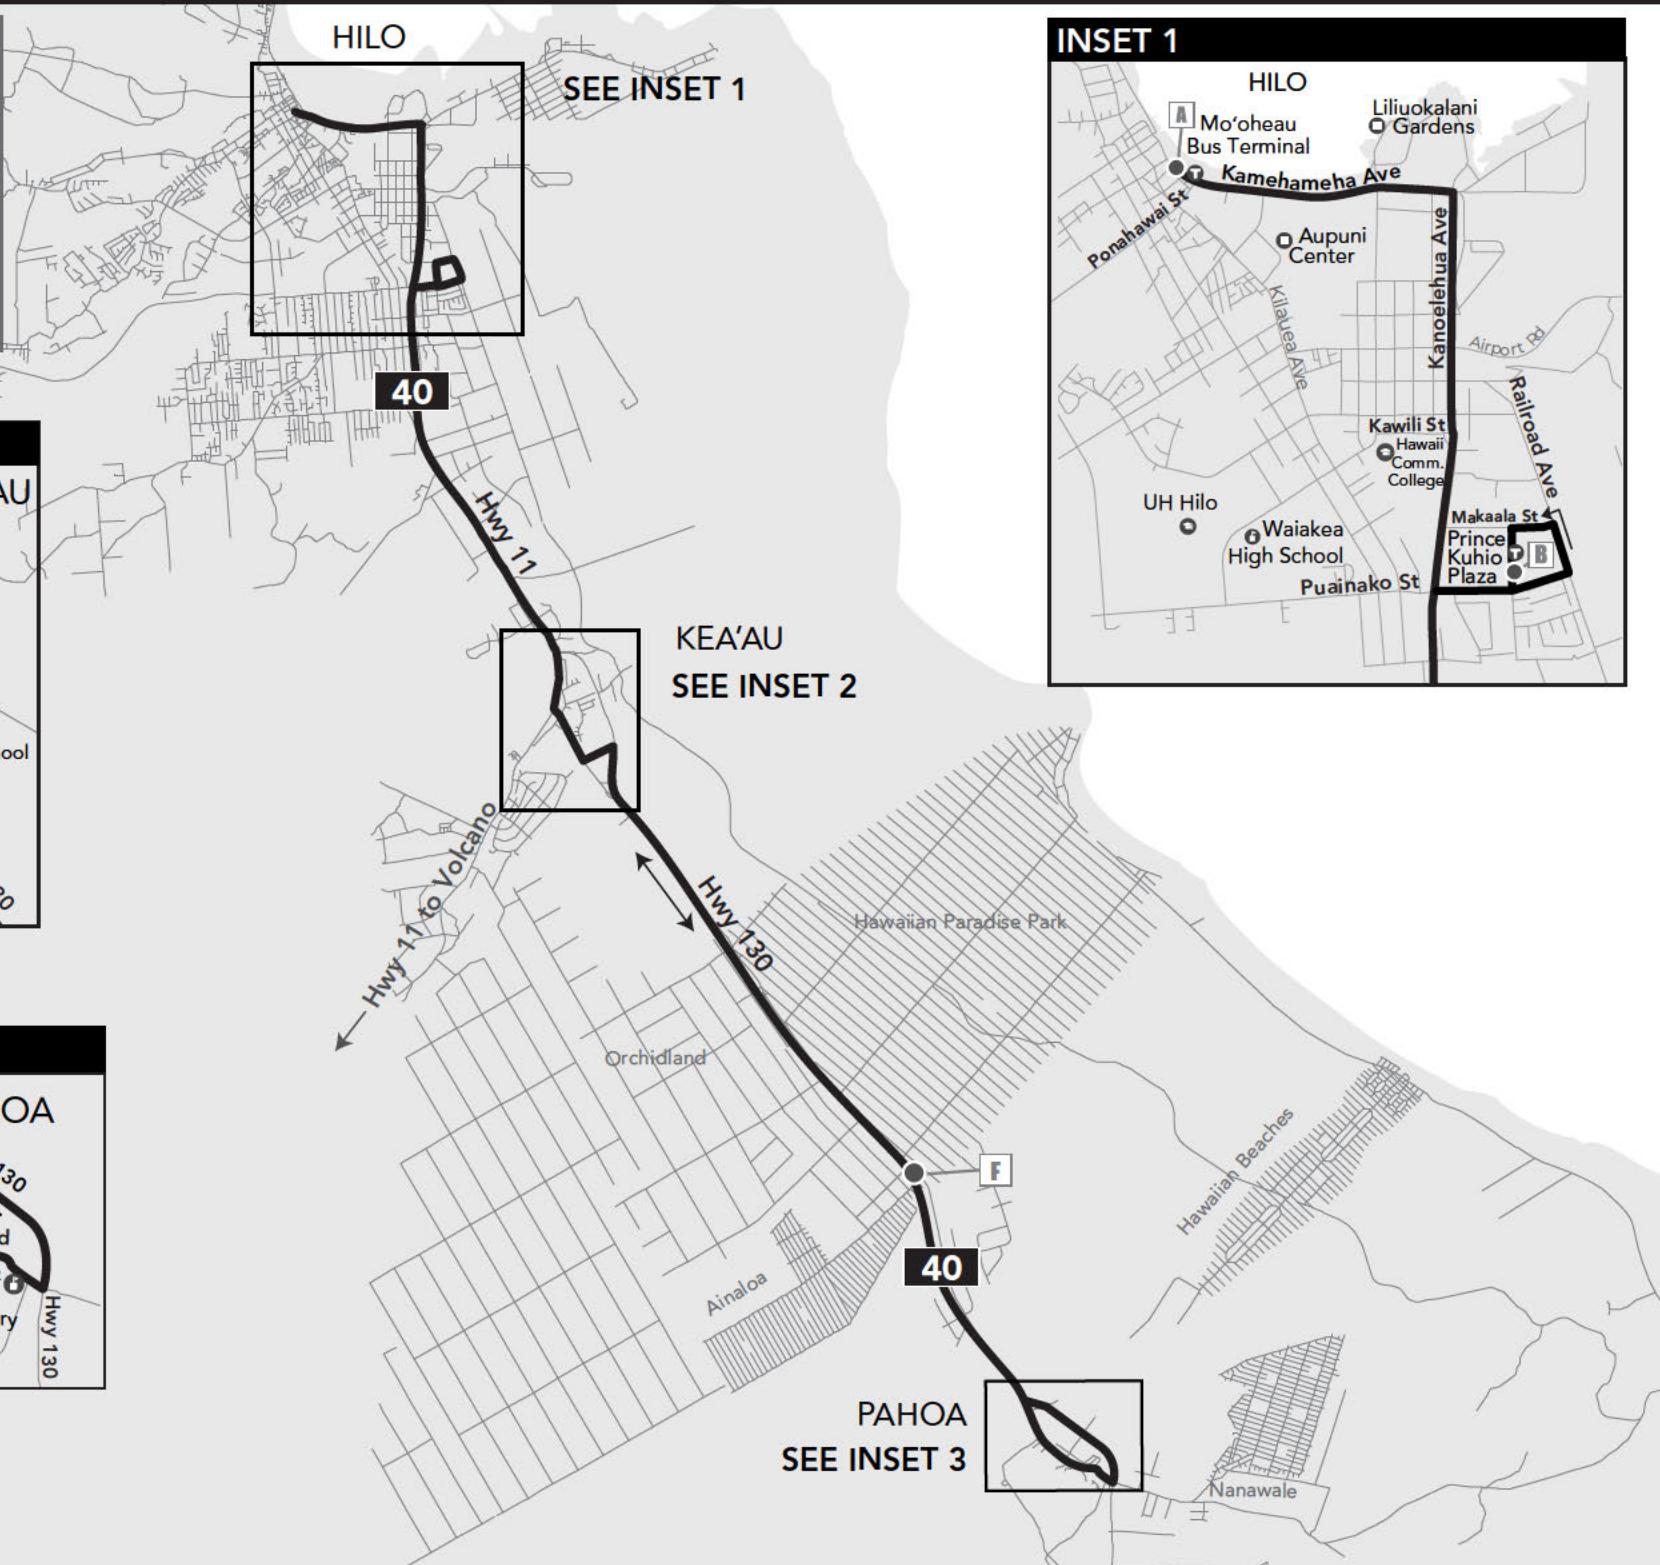 HILO
SEE INSET 1
40
Hwy 11
KEA'AU
SEE INSET 2
Hwy 11 to Volcano
Hwy 130
Hawaiian Paradise Park
Orchidland
F
Hawaiian Beaches
40
Ainaloa
PAHOA
SEE INSET 3
Nanawale
INSET 1
HILO
A
Mo'oheau
Bus Terminal
Liliuokalani
Gardens
Kamehameha Ave
Ponahawai St
Aupuni
Center
Kanoelehua Ave
Kilauea Ave
Airport Rd
Railroad Ave
Kawili St
Hawaii
Comm.
College
UH Hilo
Waiakea
High School
Makaala St
Prince
Kuhio
Plaza
B
Puainako St
AU
ool
OA
130
d
ry
Hwy 130